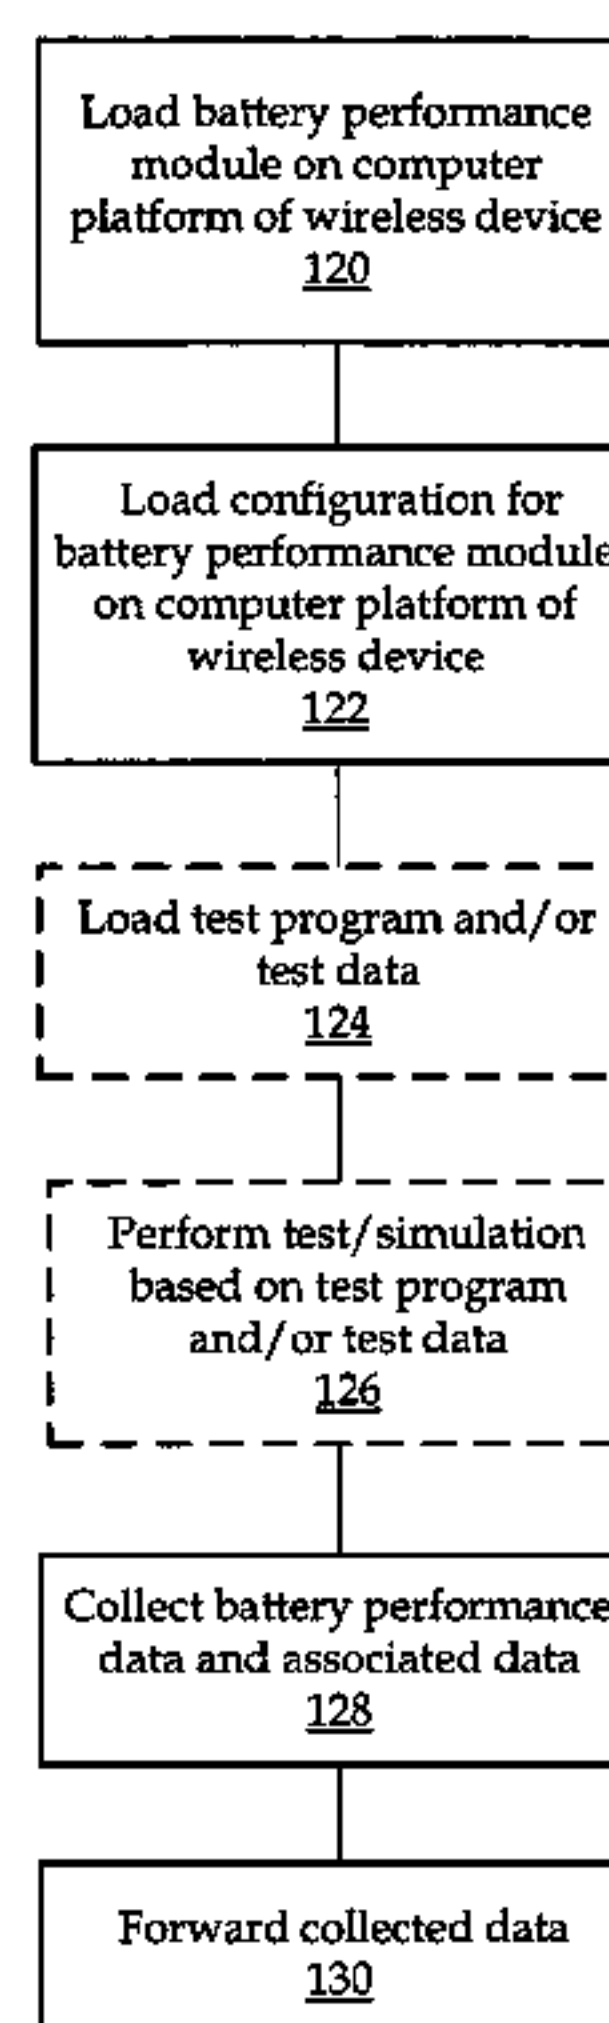 Load battery performance
module on computer
platform of wireless device
120
Load configuration for
battery performance module
on computer platform of
wireless device
122
Load test program and/or
test data
124
Perform test/simulation
based on test program
and/or test data
126
Collect battery performance
data and associated data
128
Forward collected data
130